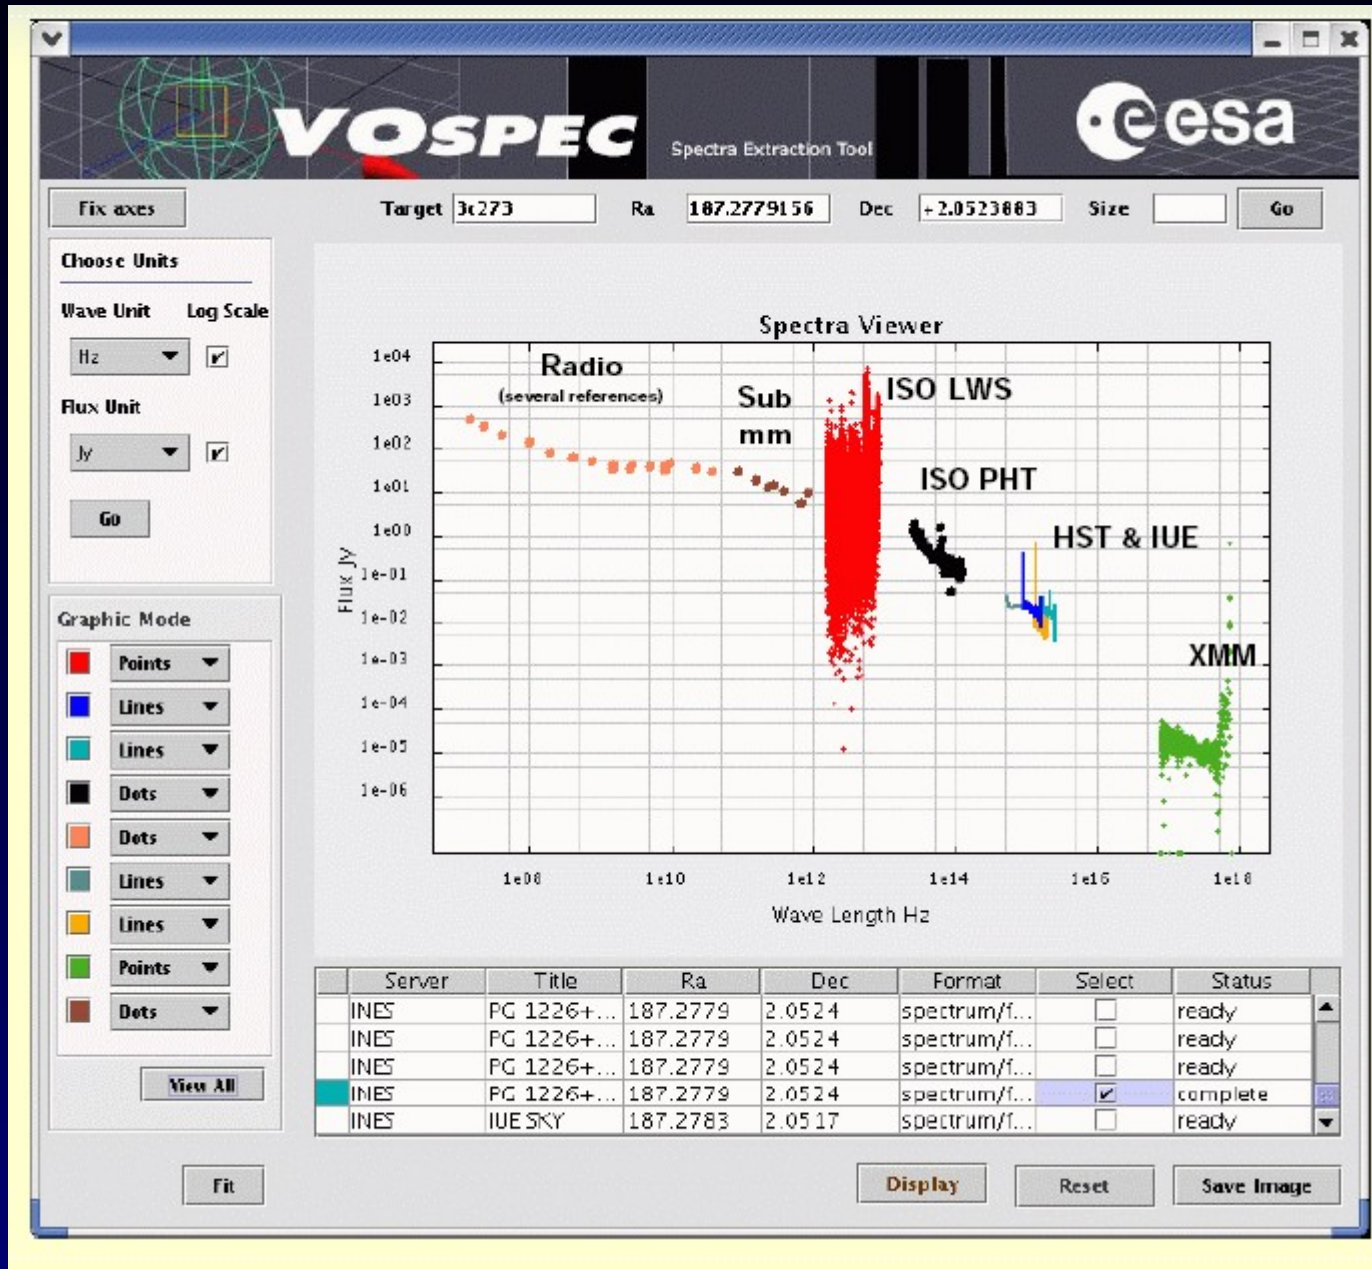 VOSPEC Spectra Extraction Tool
esa
Fix axes
Target 3c273 Ra 187.2779156 Dec +2.0523883 Size Go
Choose Units
Wave Unit Log Scale
Hz
Flux Unit
Jy
Go
Graphic Mode
Points
Lines
Lines
Dots
Dots
Lines
Lines
Points
Dots
View All
Fit
Spectra Viewer
1e04
1e03
1e02
1e01
1e00
1e-01
1e-02
1e-03
1e-04
1e-05
1e-06
Flux Jy
Radio
(several references)
Sub
mm
ISO LWS
ISO PHT
HST & IUE
XMM
1e08 1e10 1e12 1e14 1e16 1e18
Wave Length Hz
Server Title Ra Dec Format Select Status
INES PG 1226+... 187.2779 2.0524 spectrum/f... ready
INES PG 1226+... 187.2779 2.0524 spectrum/f... ready
INES PG 1226+... 187.2779 2.0524 spectrum/f... ready
INES PG 1226+... 187.2779 2.0524 spectrum/f... complete
INES IUE SKY 187.2783 2.0517 spectrum/f... ready
Display Reset Save Image